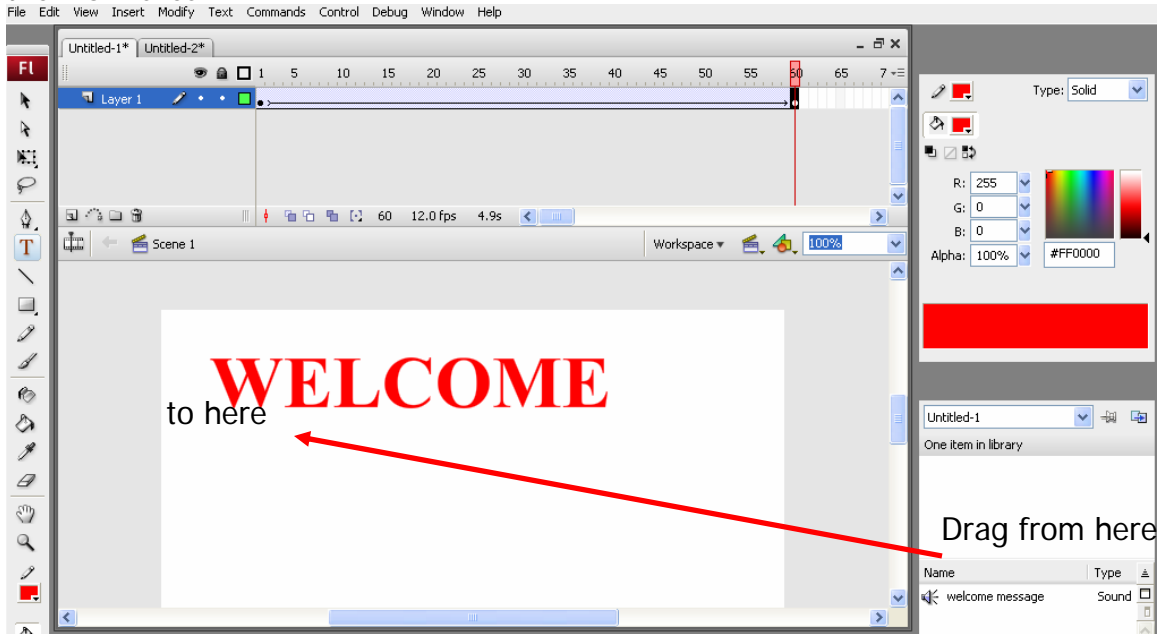 File Edit View Insert Modify Text Commands Control Debug Window Help
Untitled-1* Untitled-2*
Fl
1 5 10 15 20 25 30 35 40 45 50 55 60 65 7
Layer 1
60 12.0 fps 4.9s
Scene 1
Workspace
100%
WELCOME
to here
Type: Solid
R: 255
G: 0
B: 0
Alpha: 100%
#FF0000
Untitled-1
One item in library
Drag from here
Name Type
welcome message Sound